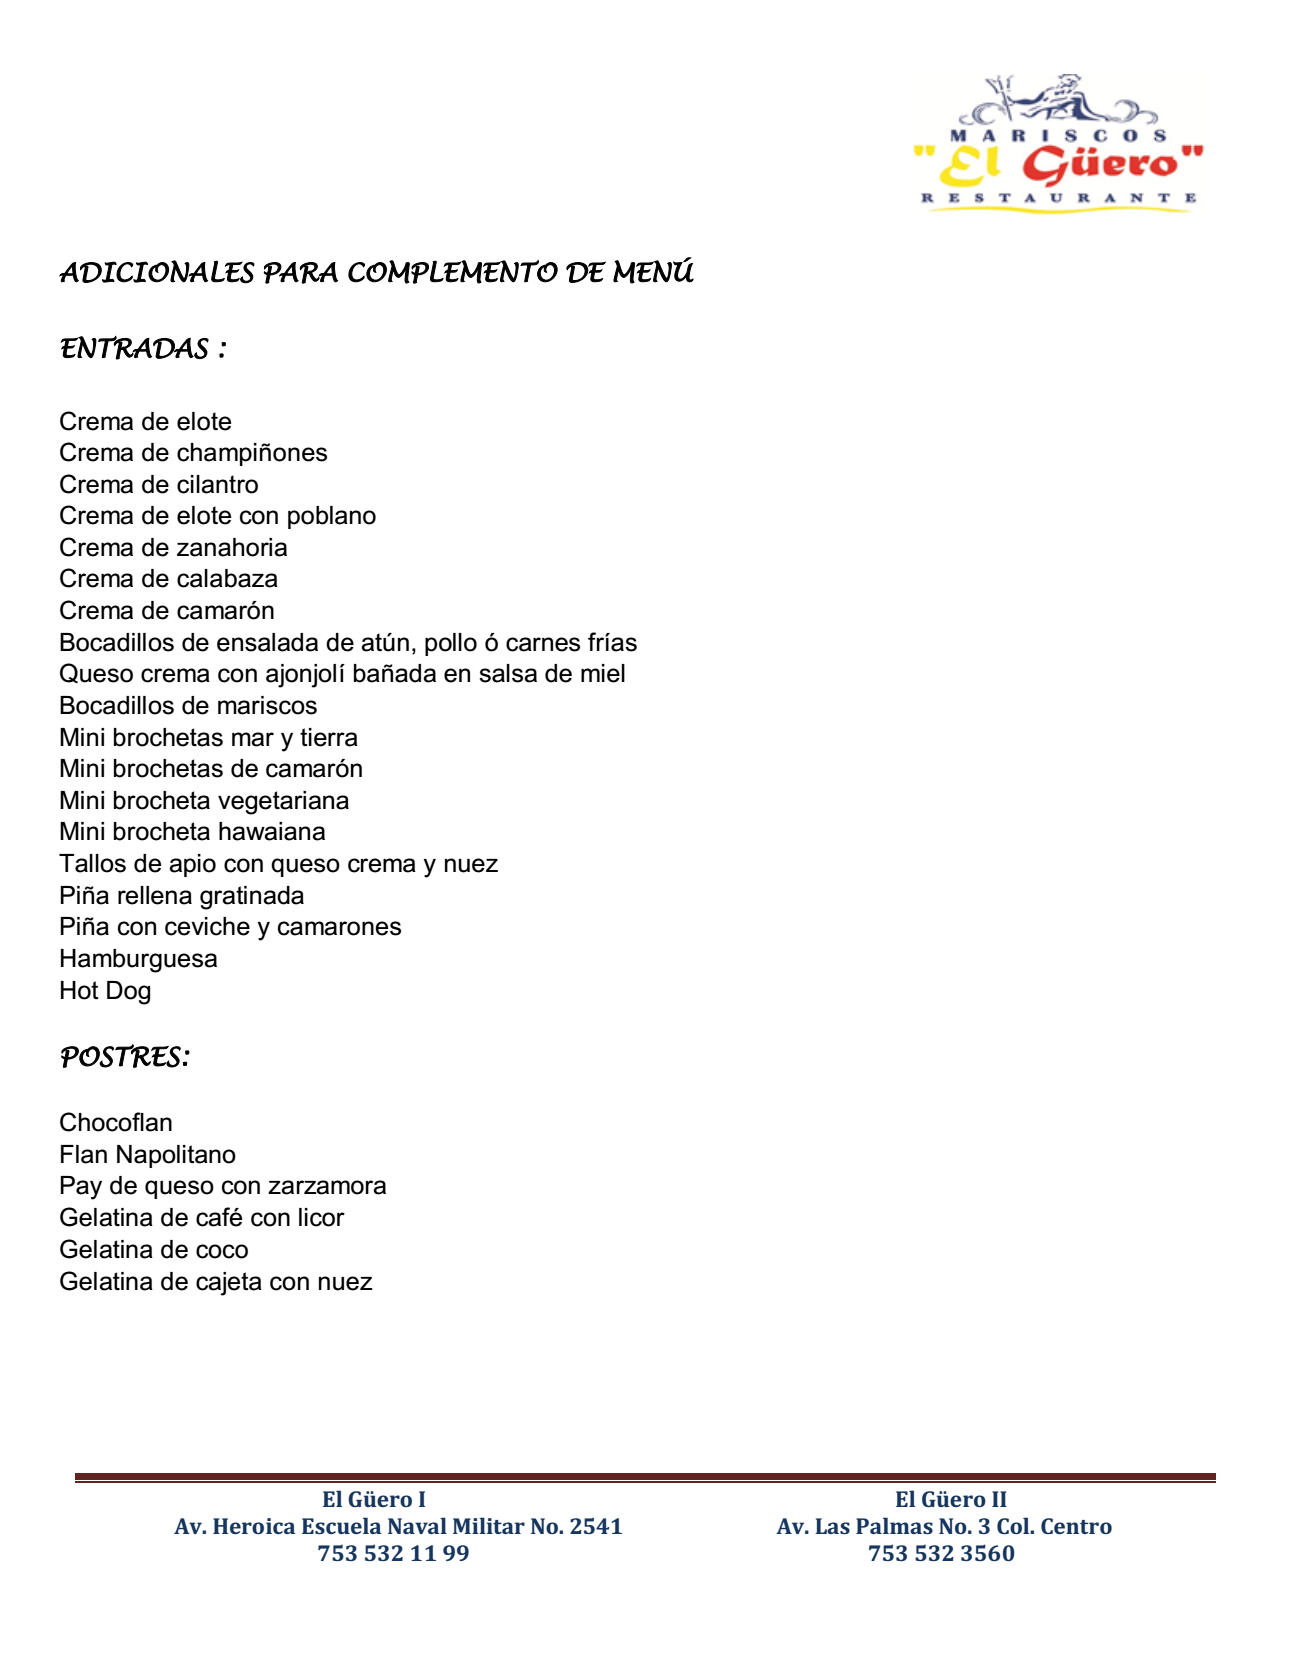 MARISCOS
"El Güero"
RESTAURANTE
ADICIONALES PARA COMPLEMENTO DE MENÚ
ENTRADAS :
Crema de elote
Crema de champiñones
Crema de cilantro
Crema de elote con poblano
Crema de zanahoria
Crema de calabaza
Crema de camarón
Bocadillos de ensalada de atún, pollo ó carnes frías
Queso crema con ajonjolí bañada en salsa de miel
Bocadillos de mariscos
Mini brochetas mar y tierra
Mini brochetas de camarón
Mini brocheta vegetariana
Mini brocheta hawaiana
Tallos de apio con queso crema y nuez
Piña rellena gratinada
Piña con ceviche y camarones
Hamburguesa
Hot Dog
POSTRES:
Chocoflan
Flan Napolitano
Pay de queso con zarzamora
Gelatina de café con licor
Gelatina de coco
Gelatina de cajeta con nuez
El Güero I
Av. Heroica Escuela Naval Militar No. 2541
753 532 11 99
El Güero II
Av. Las Palmas No. 3 Col. Centro
753 532 3560